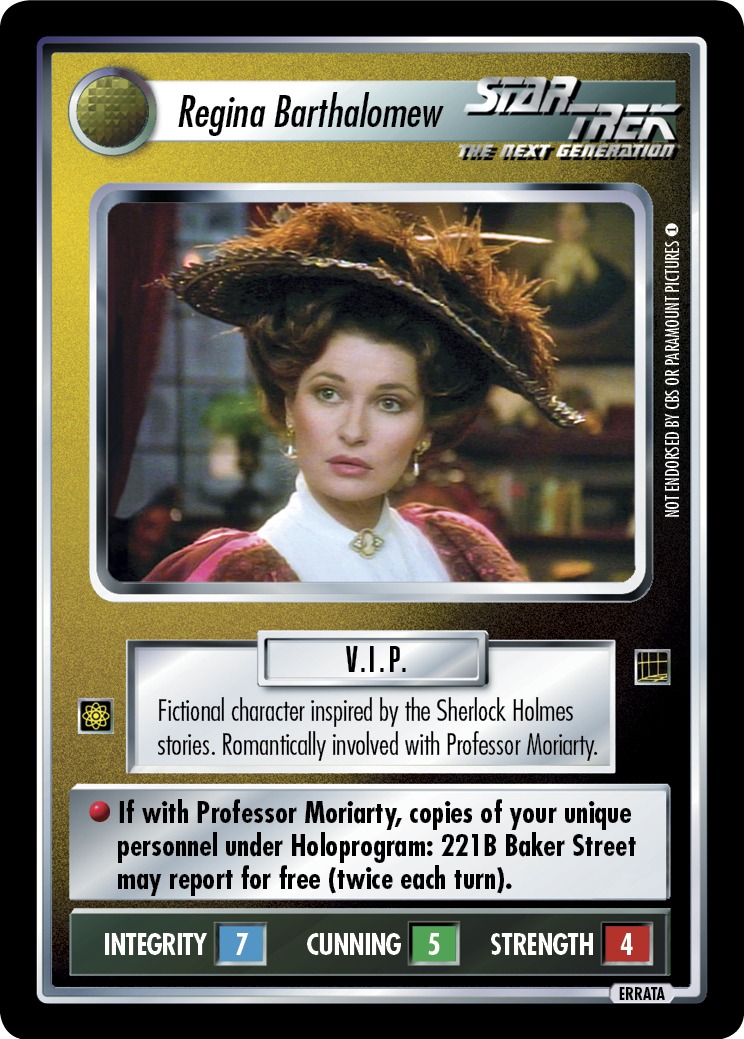 Regina Barthalomew
STAR TREK
THE NEXT GENERATION
NOT ENDORSED BY CBS OR PARAMOUNT PICTURES 1
V.I.P.
Fictional character inspired by the Sherlock Holmes
stories. Romantically involved with Professor Moriarty.
If with Professor Moriarty, copies of your unique
personnel under Holoprogram: 221B Baker Street
may report for free (twice each turn).
INTEGRITY 7 CUNNING 5 STRENGTH 4
ERRATA